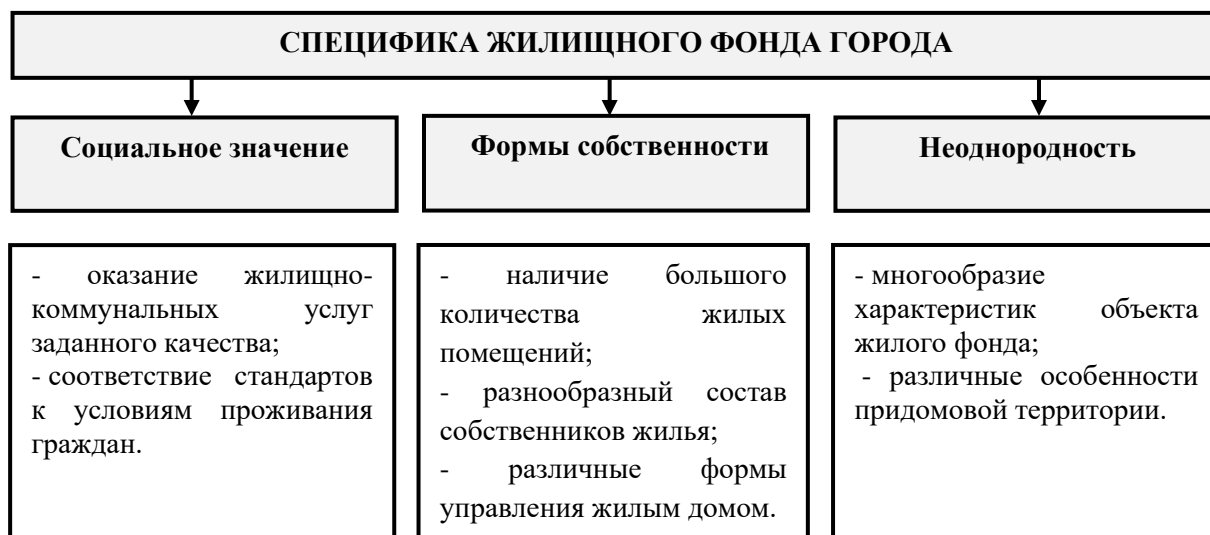 СПЕЦИФИКА ЖИЛИЩНОГО ФОНДА ГОРОДА
Социальное значение
Формы собственности
Неоднородность
- оказание жилищно-
коммунальных услуг
заданного качества;
- соответствие стандартов
к условиям проживания
граждан.
- наличие большого
количества жилых
помещений;
- разнообразный состав
собственников жилья;
- различные формы
управления жилым домом.
- многообразие
характеристик объекта
жилого фонда;
- различные особенности
придомовой территории.